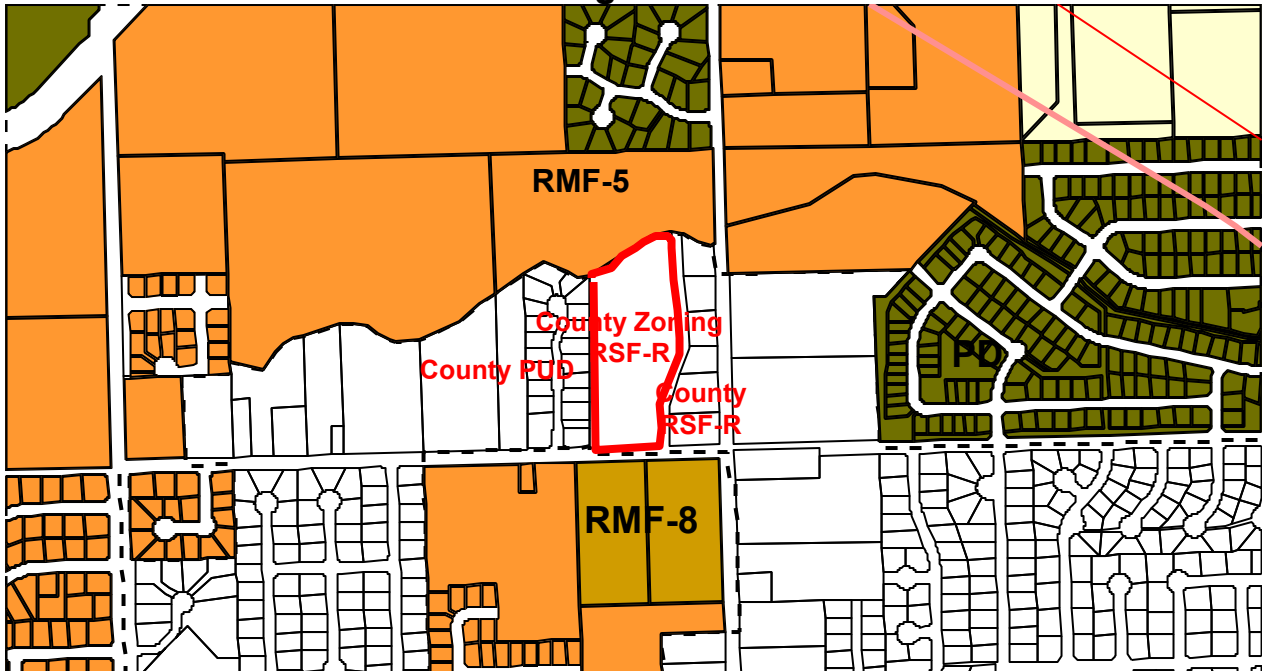 RMF-5
County Zoning
RSF-R
County PUD
PD
County
RSF-R
RMF-8